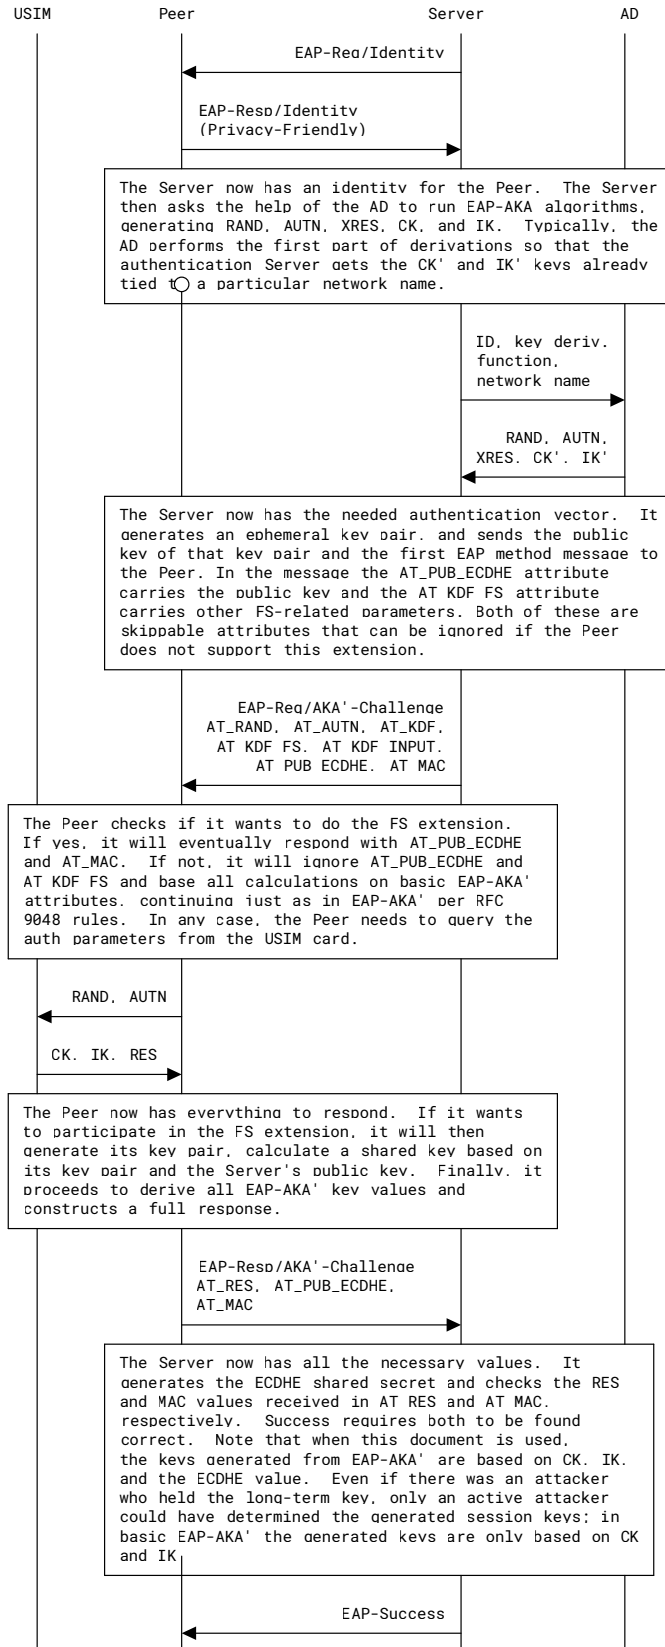 USIM Peer Server AD
EAP-Req/Identity
EAP-Resp/Identity
(Privacy-Friendly)
The Server now has an identity for the Peer. The Server
then asks the help of the AD to run EAP-AKA algorithms,
generating RAND, AUTN, XRES, CK, and IK. Typically, the
AD performs the first part of derivations so that the
authentication Server gets the CK' and IK' keys already
tied to a particular network name.
ID, key deriv.
function,
network name
RAND, AUTN,
XRES, CK', IK'
The Server now has the needed authentication vector. It
generates an ephemeral key pair, and sends the public
key of that key pair and the first EAP method message to
the Peer. In the message the AT_PUB_ECDHE attribute
carries the public key and the AT_KDF_FS attribute
carries other FS-related parameters. Both of these are
skippable attributes that can be ignored if the Peer
does not support this extension.
EAP-Req/AKA'-Challenge
AT_RAND, AT_AUTN, AT_KDF,
AT_KDF_FS, AT_KDF_INPUT,
AT_PUB_ECDHE, AT_MAC
The Peer checks if it wants to do the FS extension.
If yes, it will eventually respond with AT_PUB_ECDHE
and AT_MAC. If not, it will ignore AT_PUB_ECDHE and
AT_KDF_FS and base all calculations on basic EAP-AKA'
attributes, continuing just as in EAP-AKA' per RFC
9048 rules. In any case, the Peer needs to query the
auth parameters from the USIM card.
RAND, AUTN
CK, IK, RES
The Peer now has everything to respond. If it wants
to participate in the FS extension, it will then
generate its key pair, calculate a shared key based on
its key pair and the Server's public key. Finally, it
proceeds to derive all EAP-AKA' key values and
constructs a full response.
EAP-Resp/AKA'-Challenge
AT_RES, AT_PUB_ECDHE,
AT_MAC
The Server now has all the necessary values. It
generates the ECDHE shared secret and checks the RES
and MAC values received in AT_RES and AT_MAC,
respectively. Success requires both to be found
correct. Note that when this document is used,
the keys generated from EAP-AKA' are based on CK, IK,
and the ECDHE value. Even if there was an attacker
who held the long-term key, only an active attacker
could have determined the generated session keys; in
basic EAP-AKA' the generated keys are only based on CK
and IK
EAP-Success